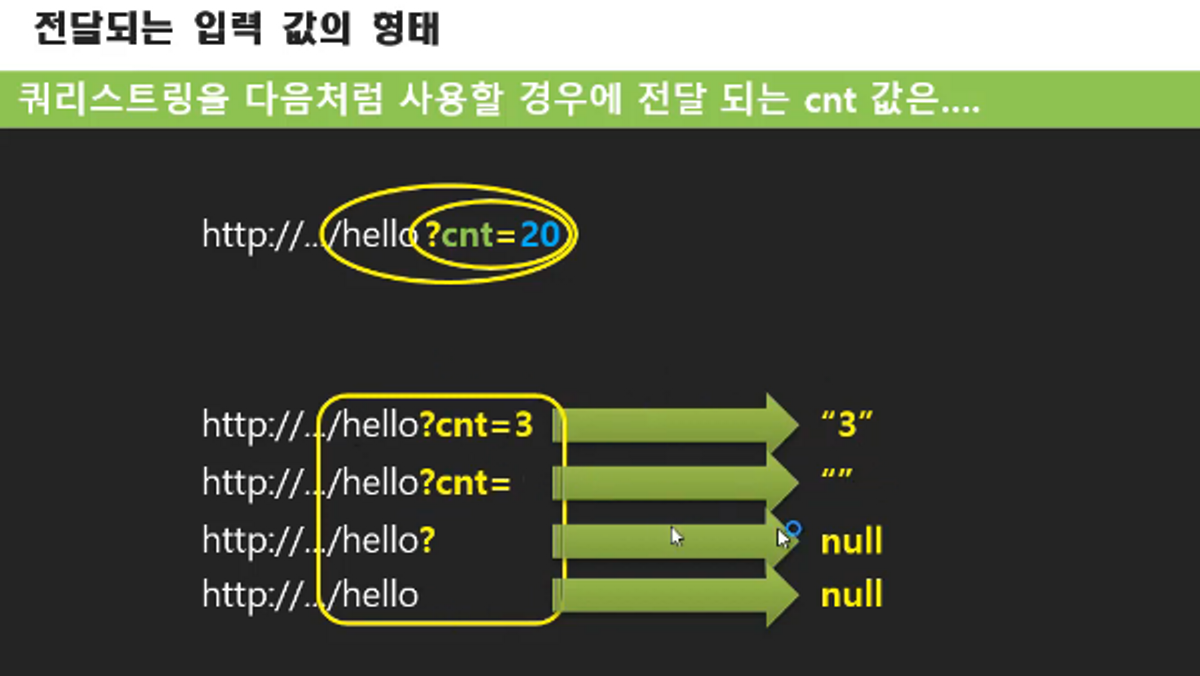 전달되는 입력 값의 형태
쿼리스트링을 다음처럼 사용할 경우에 전달 되는 cnt 값은....
http://.../hello?cnt=20
http://.../hello?cnt=3 “3”
http://.../hello?cnt= “”
http://.../hello? null
http://.../hello null